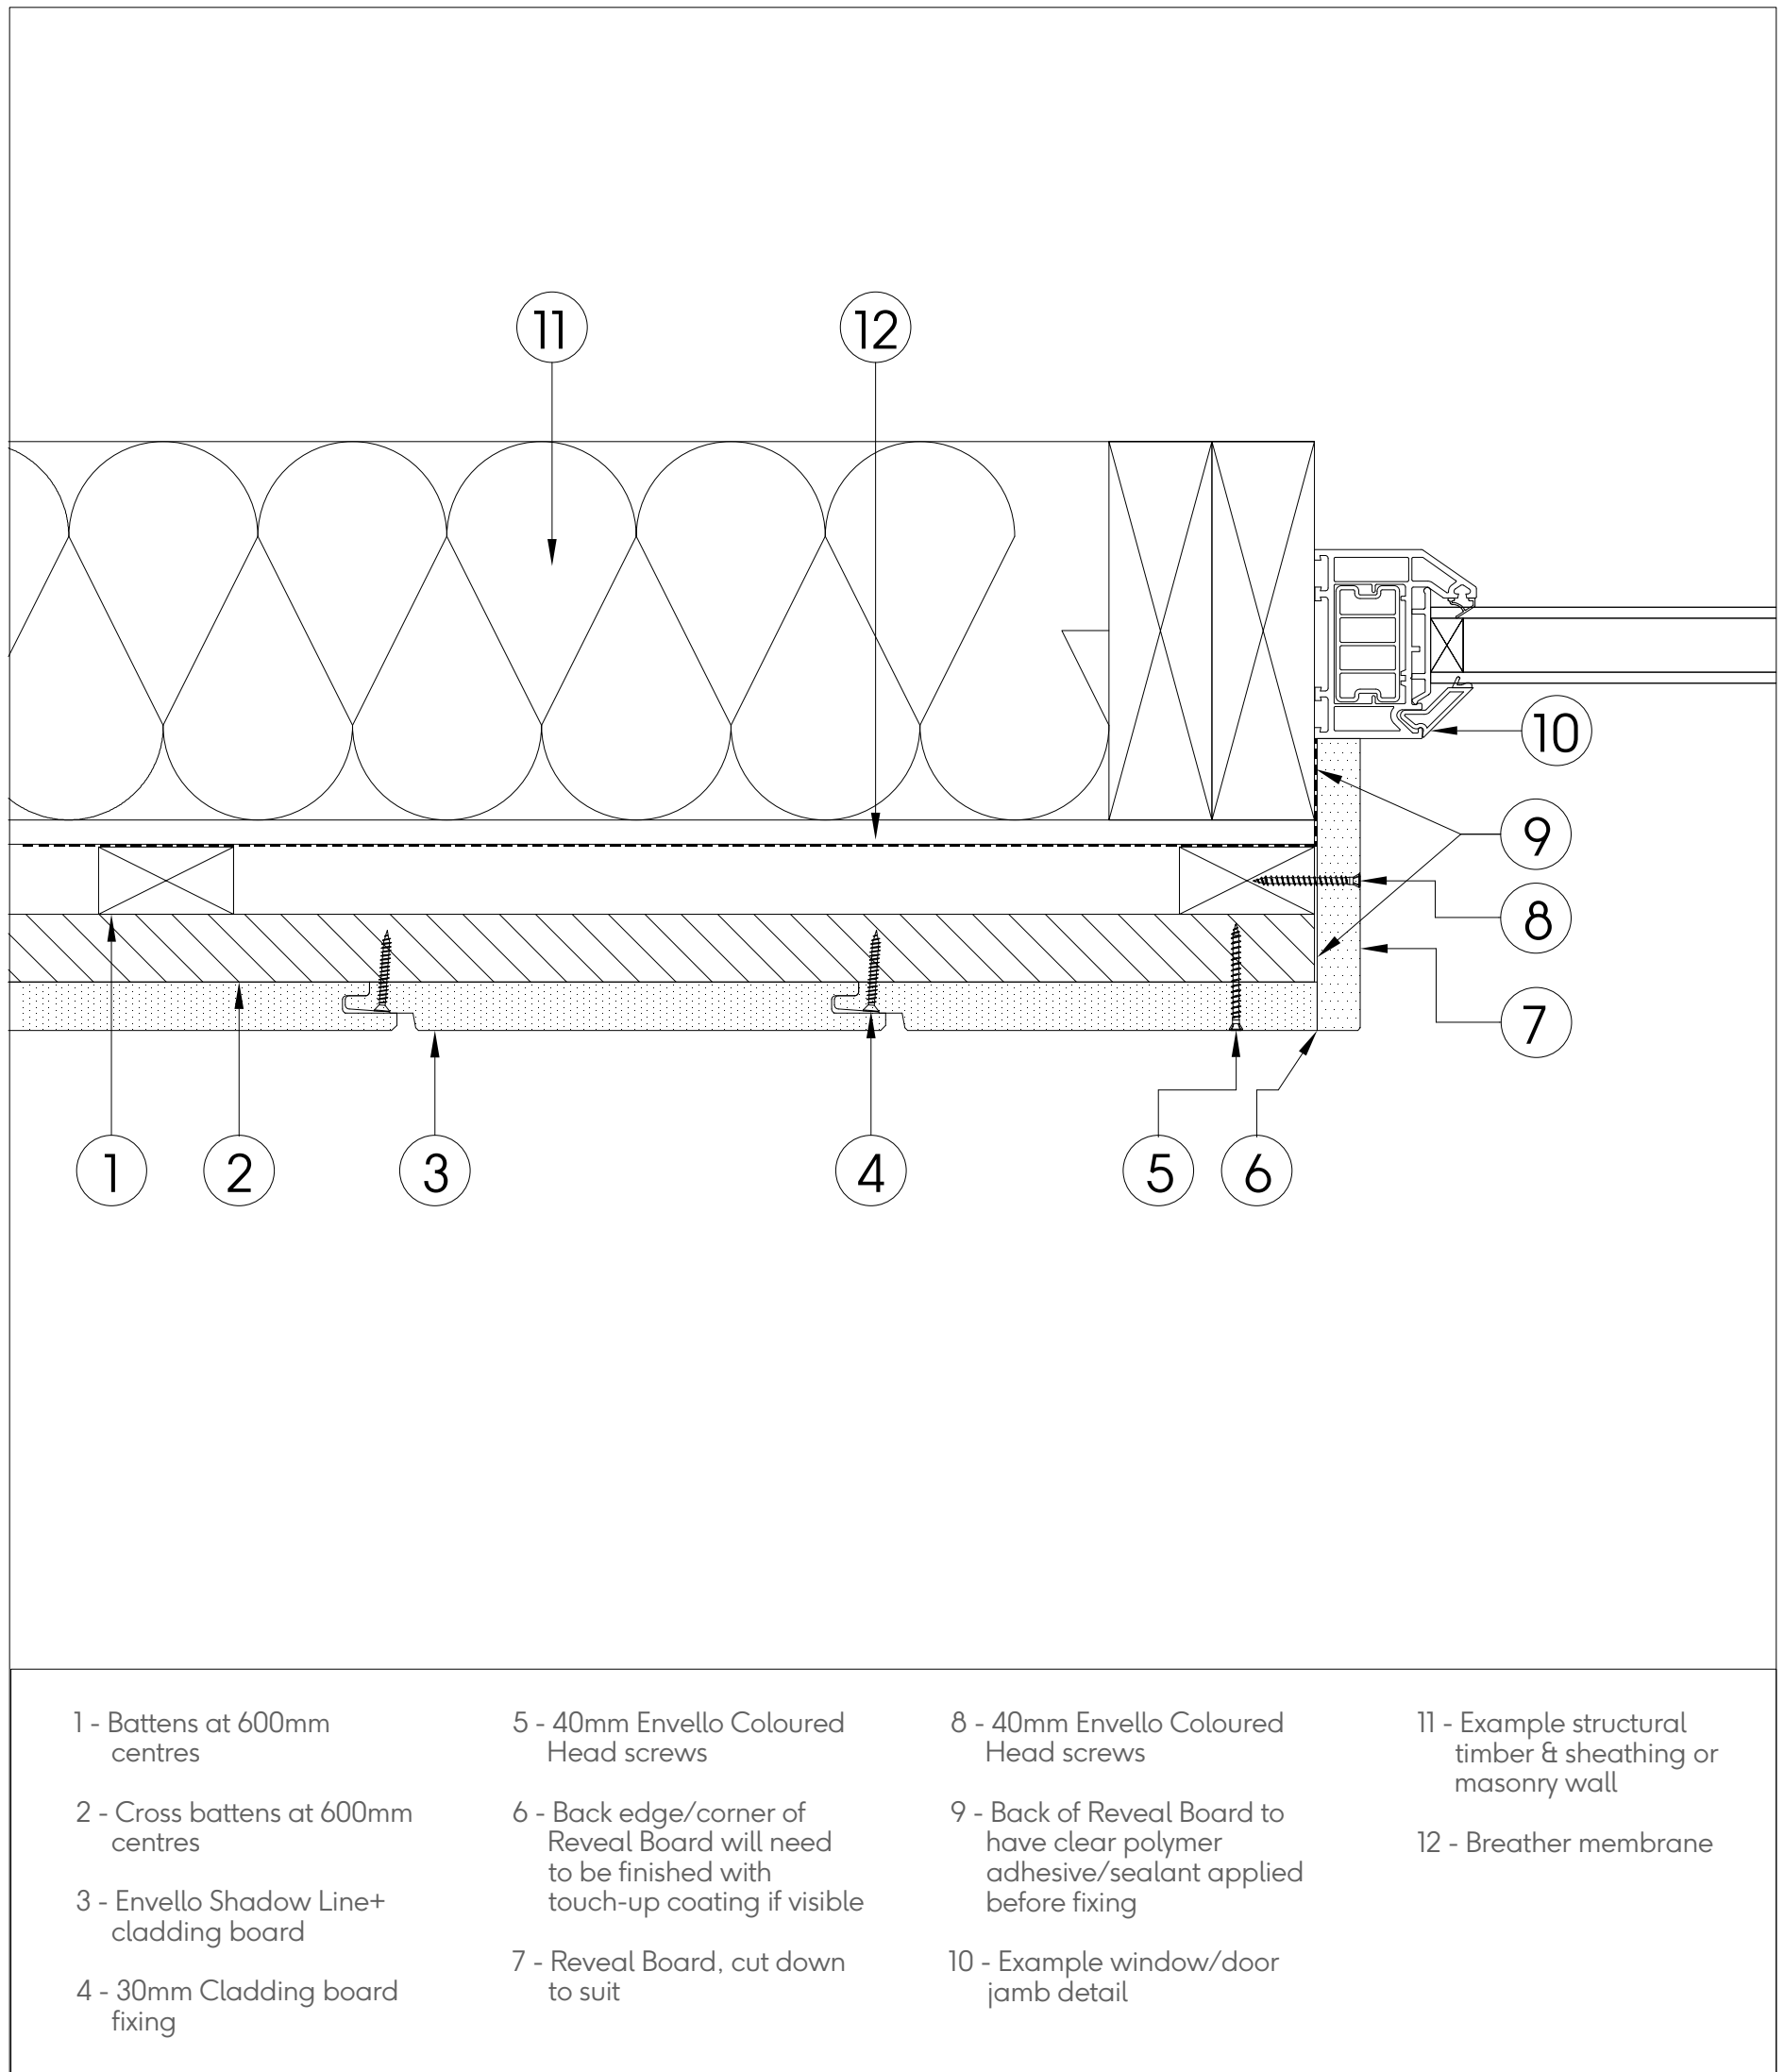 11
12
10
9
8
7
1
2
3
4
5
6
1 - Battens at 600mm
centres
2 - Cross battens at 600mm
centres
3 - Envello Shadow Line+
cladding board
4 - 30mm Cladding board
fixing
5 - 40mm Envello Coloured
Head screws
6 - Back edge/corner of
Reveal Board will need
to be finished with
touch-up coating if visible
7 - Reveal Board, cut down
to suit
8 - 40mm Envello Coloured
Head screws
9 - Back of Reveal Board to
have clear polymer
adhesive/sealant applied
before fixing
10 - Example window/door
jamb detail
11 - Example structural
timber & sheathing or
masonry wall
12 - Breather membrane